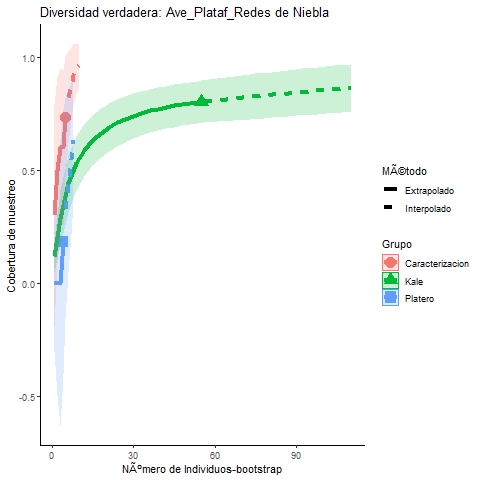 Diversidad verdadera: Ave_Plataf_Redes de Niebla
1.0
0.5
0.0
-0.5
Cobertura de muestreo
0
30
60
90
NÃºmero de Individuos-bootstrap
MÃ©todo
Extrapolado
Interpolado
Grupo
Caracterizacion
Kale
Platero